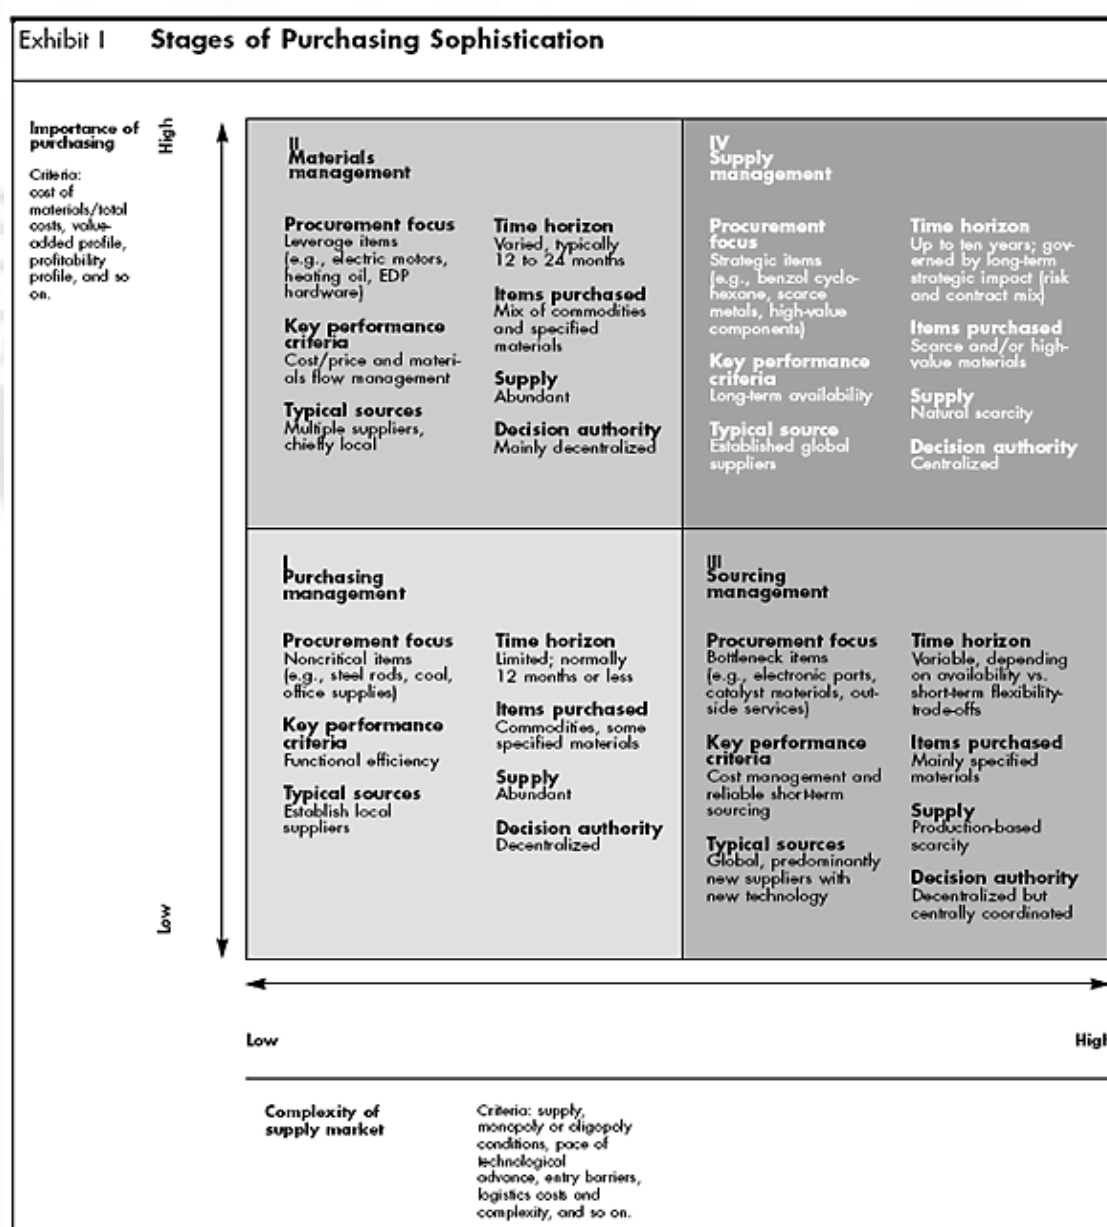 Exhibit I Stages of Purchasing Sophistication
Importance of
purchasing
Criteria:
cost of
materials/total
costs, value-
added profile,
profitability
profile, and so
on.
High
Low
II
Materials
management
Procurement focus
Leverage items
(e.g., electric motors,
heating oil, EDP
hardware)
Key performance
criteria
Cost/price and materi-
als flow management
Typical sources
Multiple suppliers,
chiefly local
Time horizon
Varied, typically
12 to 24 months
Items purchased
Mix of commodities
and specified
materials
Supply
Abundant
Decision authority
Mainly decentralized
IV
Supply
management
Procurement
focus
Strategic items
(e.g., benzol cyclo-
hexane, scarce
metals, high-value
components)
Key performance
criteria
Long-term availability
Typical source
Established global
suppliers
Time horizon
Up to ten years; gov-
erned by long-term
strategic impact (risk
and contract mix)
Items purchased
Scarce and/or high-
value materials
Supply
Natural scarcity
Decision authority
Centralized
I
Purchasing
management
Procurement focus
Noncritical items
(e.g., steel rods, coal,
office supplies)
Key performance
criteria
Functional efficiency
Typical sources
Establish local
suppliers
Time horizon
Limited; normally
12 months or less
Items purchased
Commodities, some
specified materials
Supply
Abundant
Decision authority
Decentralized
III
Sourcing
management
Procurement focus
Bottleneck items
(e.g., electronic parts,
catalyst materials, out-
side services)
Key performance
criteria
Cost management and
reliable short-term
sourcing
Typical sources
Global, predominantly
new suppliers with
new technology
Time horizon
Variable, depending
on availability vs.
short-term flexibility-
trade-offs
Items purchased
Mainly specified
materials
Supply
Production-based
scarcity
Decision authority
Decentralized but
centrally coordinated
Low
High
Complexity of
supply market
Criteria: supply,
monopoly or oligopoly
conditions, pace of
technological
advance, entry barriers,
logistics costs and
complexity, and so on.